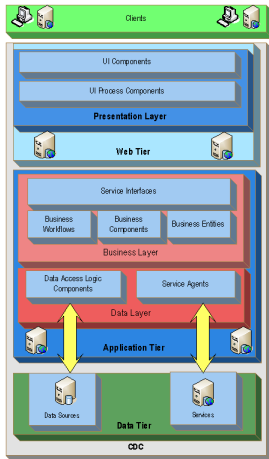 Clients
UI Components
UI Process Components
Presentation Layer
Web Tier
Service Interfaces
Business
Workflows
Business
Components
Business Entities
Business Layer
Data Access Logic
Components
Service Agents
Data Layer
Application Tier
Data Sources
Services
Data Tier
CDC